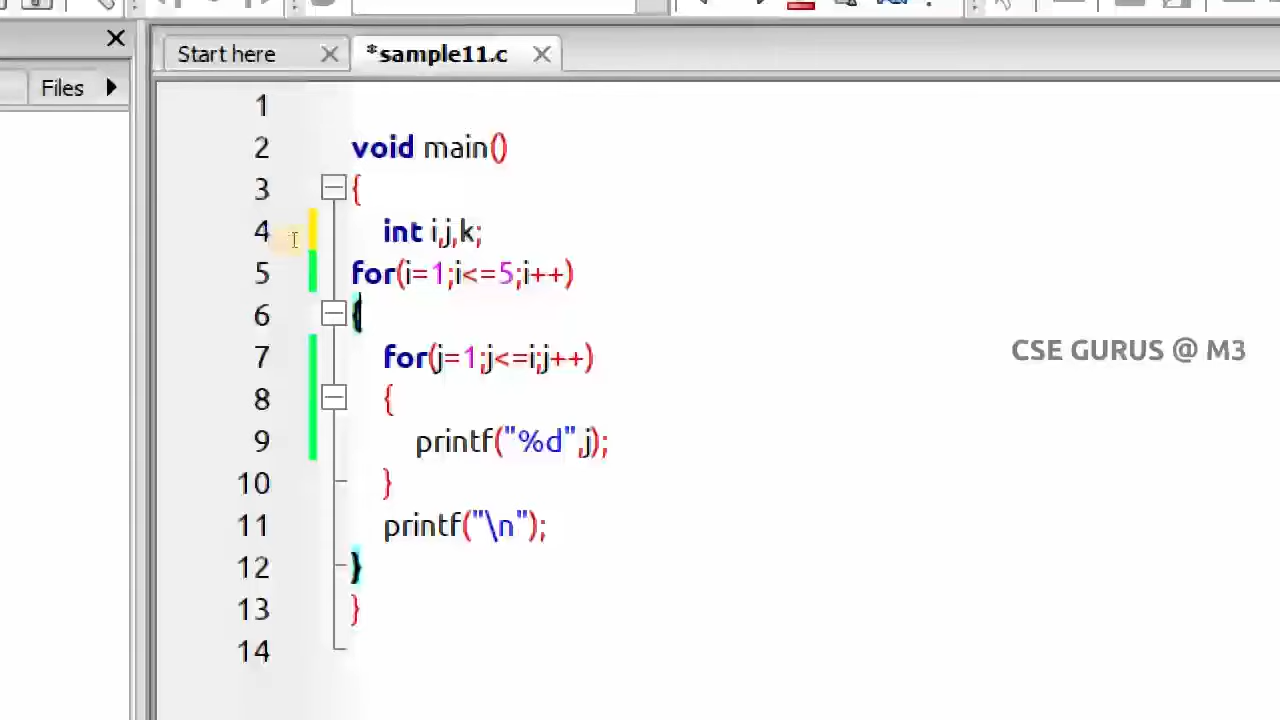 Start here
*sample11.c
Files
1
2 void main()
3 {
4 int i,j,k;
5 for(i=1;i<=5;i++)
6 {
7 for(j=1;j<=i;j++)
8 {
9 printf("%d",j);
10 }
11 printf("\n");
12 }
13 }
14
CSE GURUS @ M3